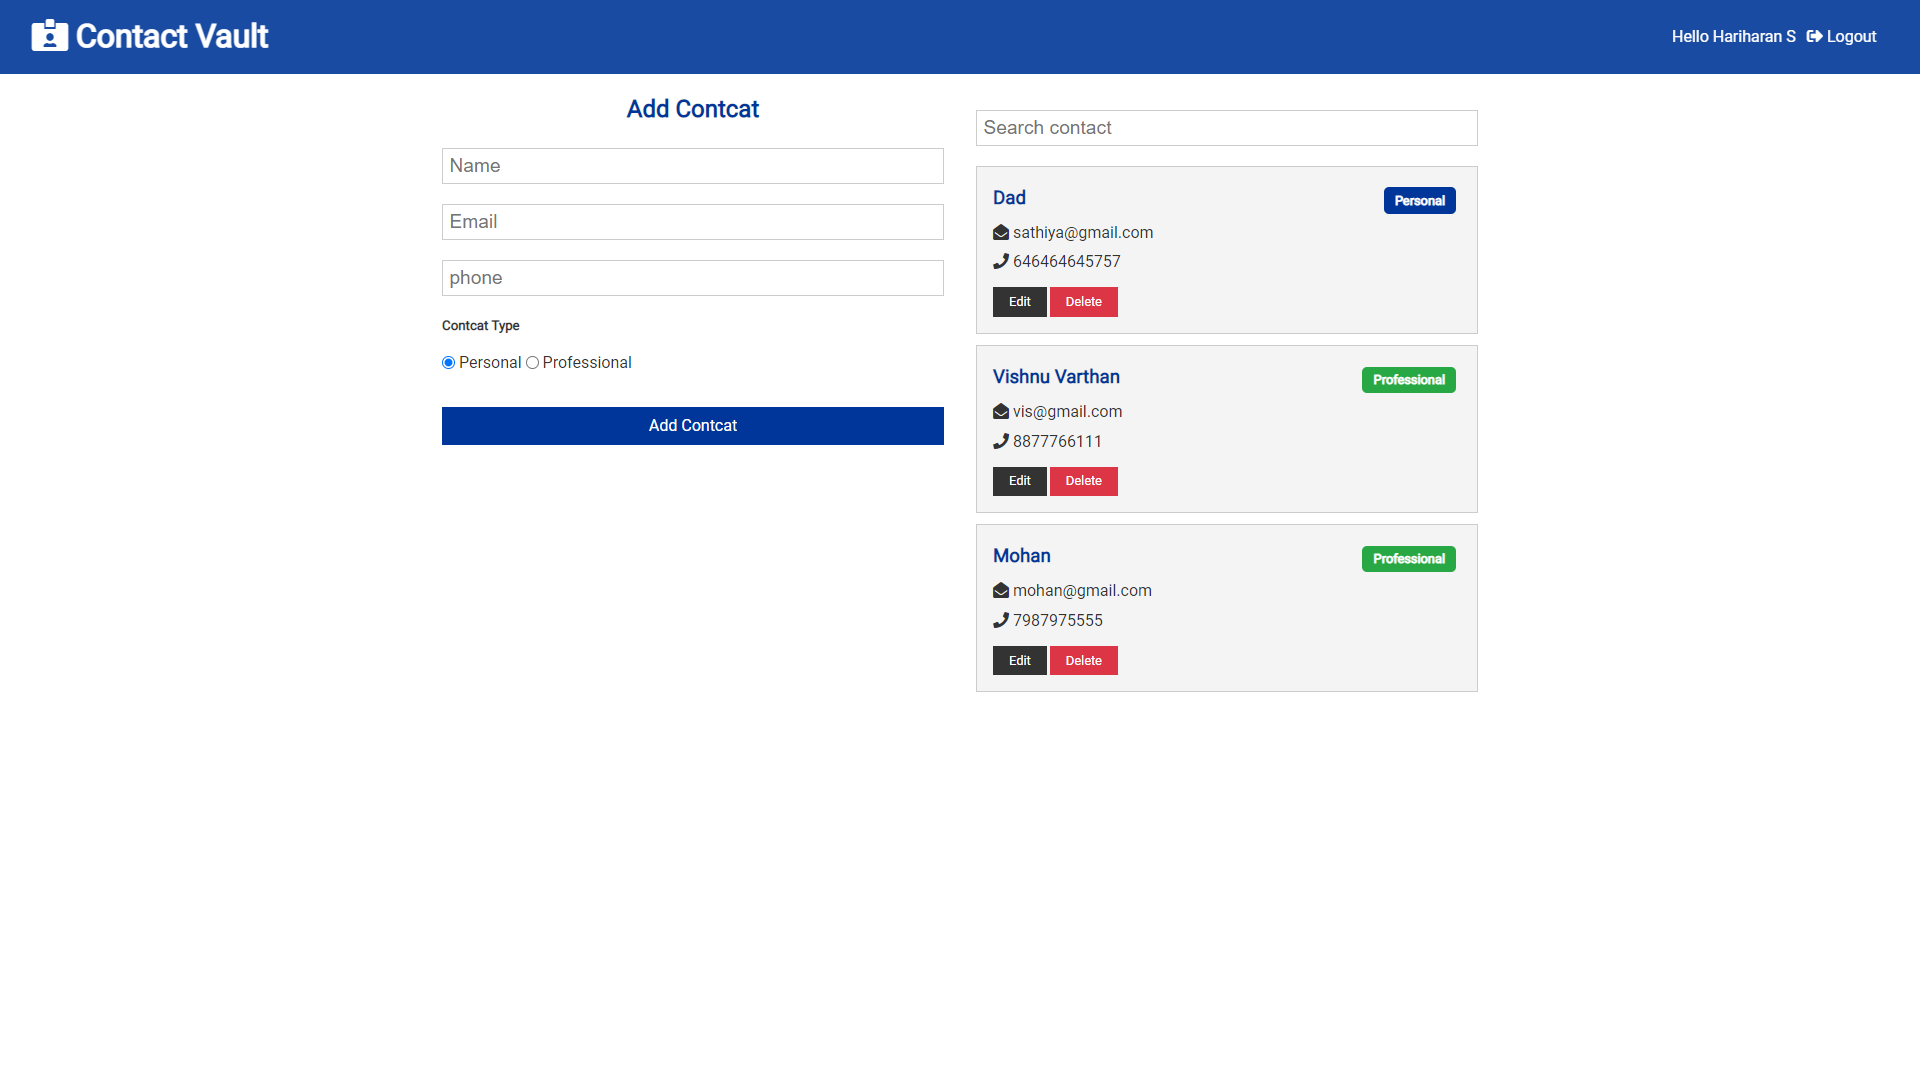 Contact Vault
Hello Hariharan S Logout
Add Contcat
Name
Email
phone
Contcat Type
Personal Professional
Add Contcat
Search contact
Dad
Personal
sathiya@gmail.com
646464645757
Edit Delete
Vishnu Varthan
Professional
vis@gmail.com
8877766111
Edit Delete
Mohan
Professional
mohan@gmail.com
7987975555
Edit Delete